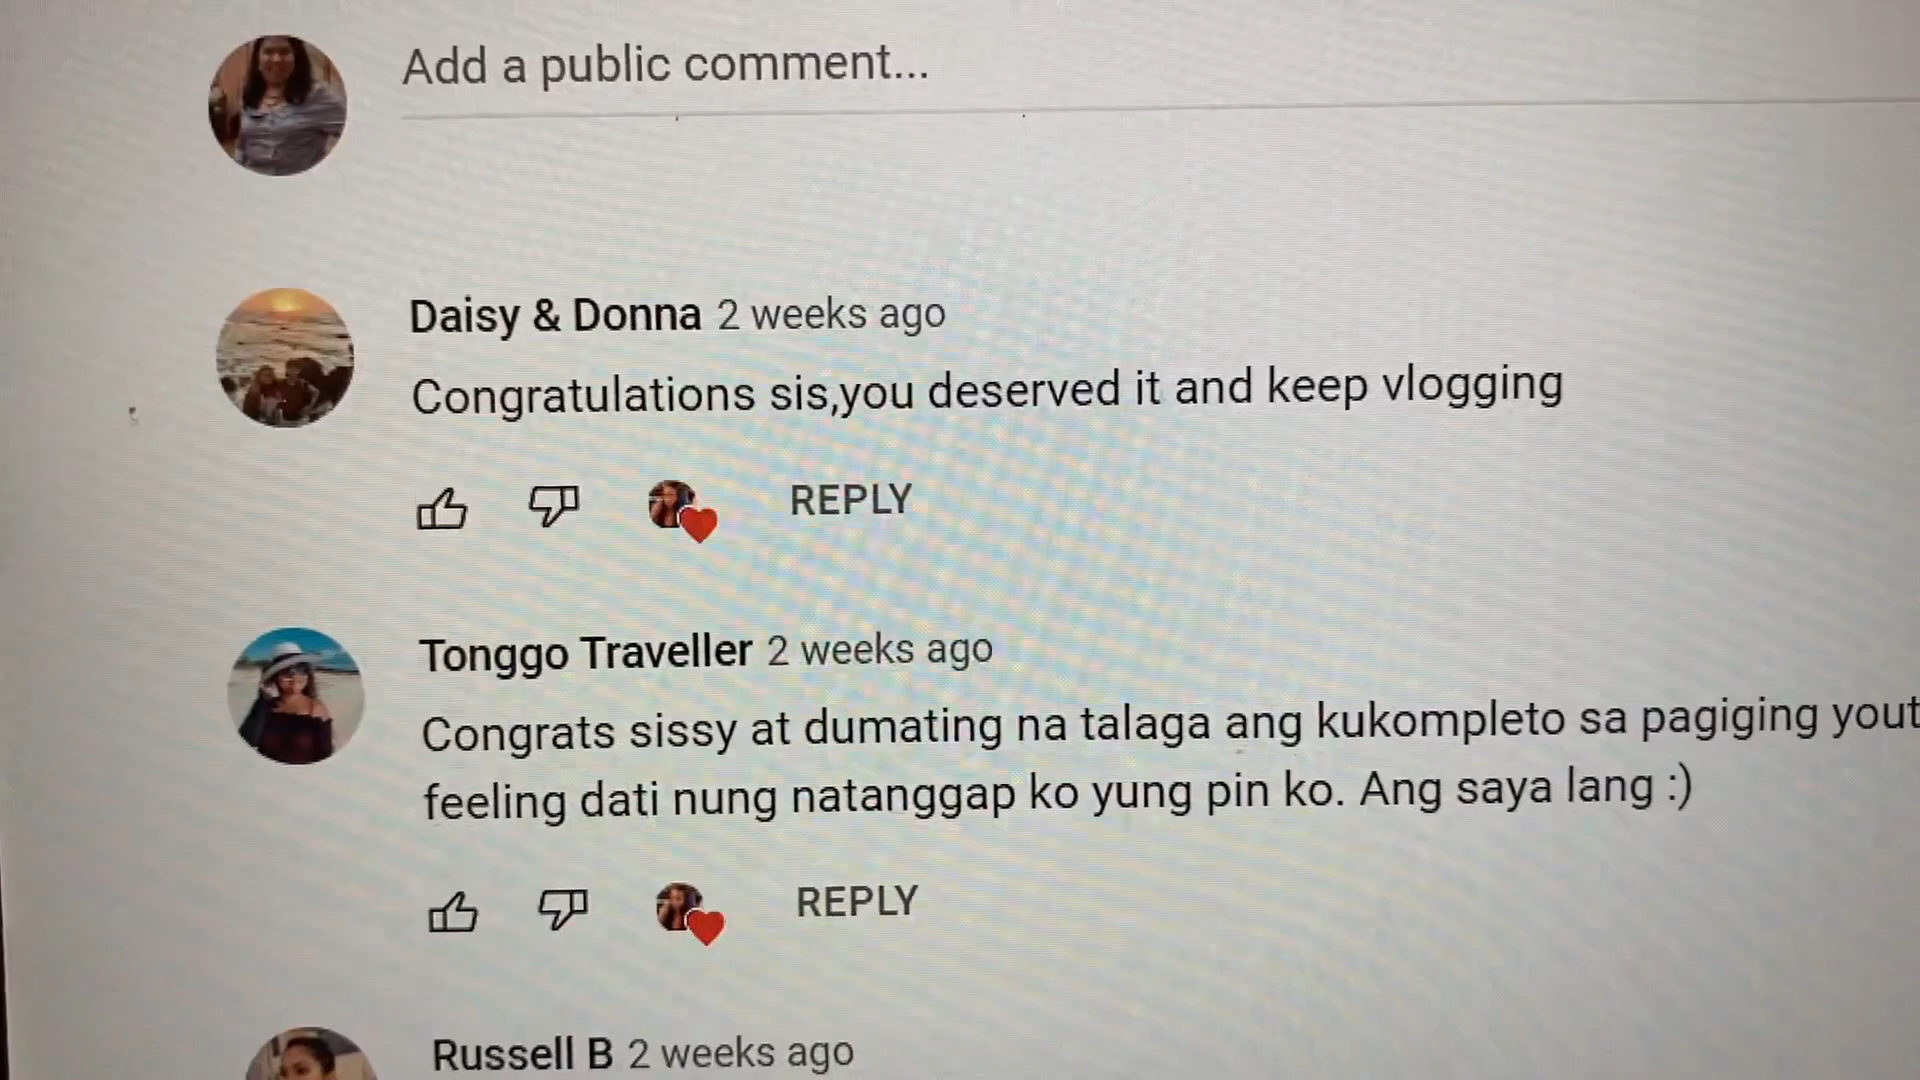 Add a public comment...
Daisy & Donna 2 weeks ago
Congratulations sis,you deserved it and keep vlogging
REPLY
Tonggo Traveller 2 weeks ago
Congrats sissy at dumating na talaga ang kukompleto sa pagiging yout
feeling dati nung natanggap ko yung pin ko. Ang saya lang :)
REPLY
Russell B 2 weeks ago